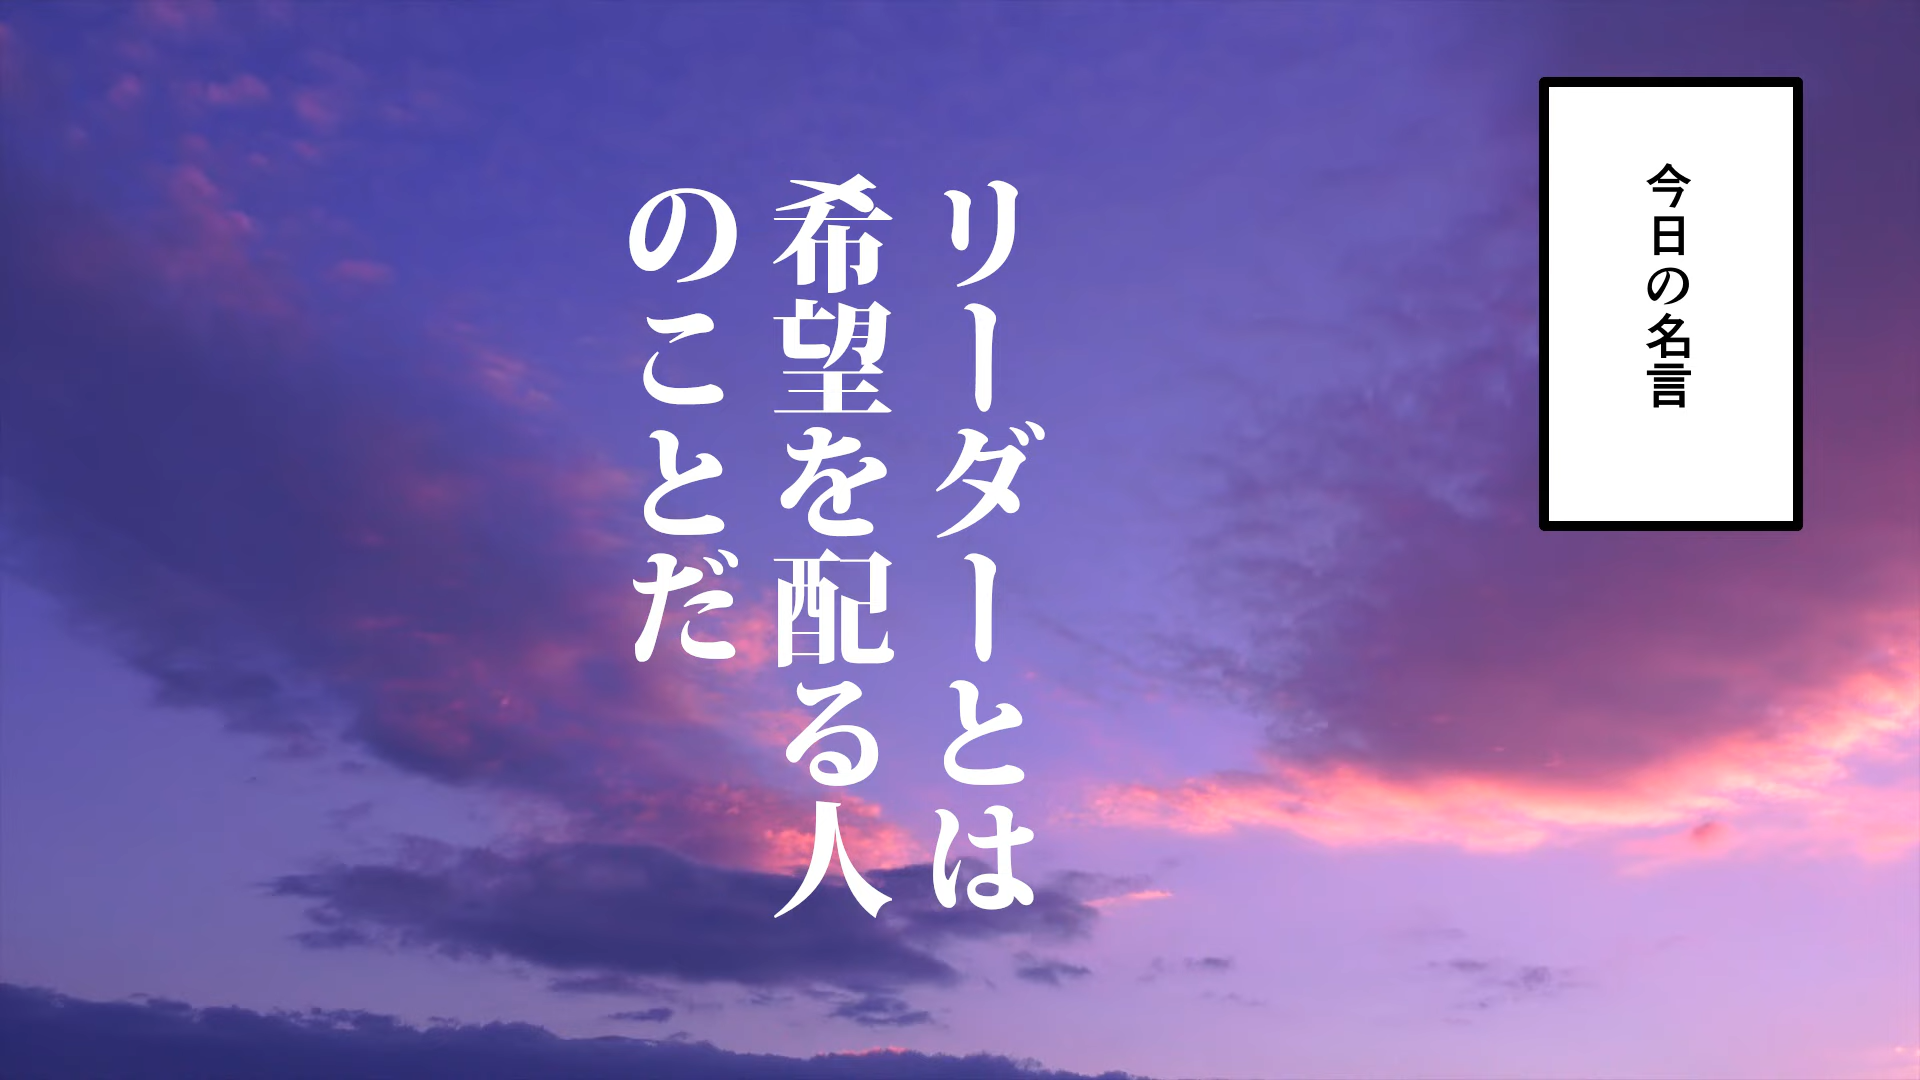 今日の名言
リーダーとは
希望を配る人
のことだ